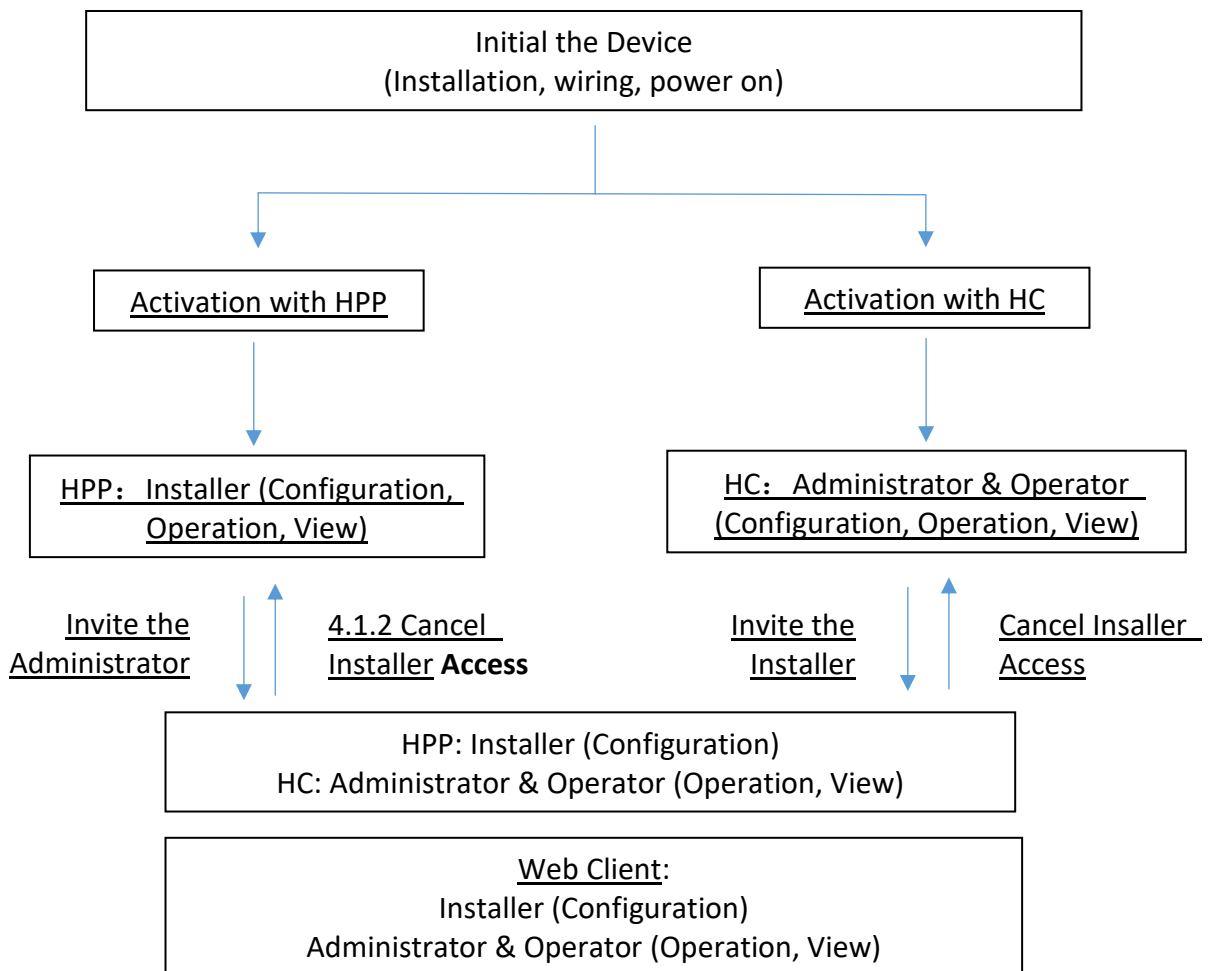 Initial the Device
(Installation, wiring, power on)
Activation with HPP
Activation with HC
HPP： Installer (Configuration,
Operation, View)
HC： Administrator & Operator
(Configuration, Operation, View)
Invite the
Administrator
4.1.2 Cancel
Installer Access
Invite the
Installer
Cancel Insaller
Access
HPP: Installer (Configuration)
HC: Administrator & Operator (Operation, View)
Web Client:
Installer (Configuration)
Administrator & Operator (Operation, View)